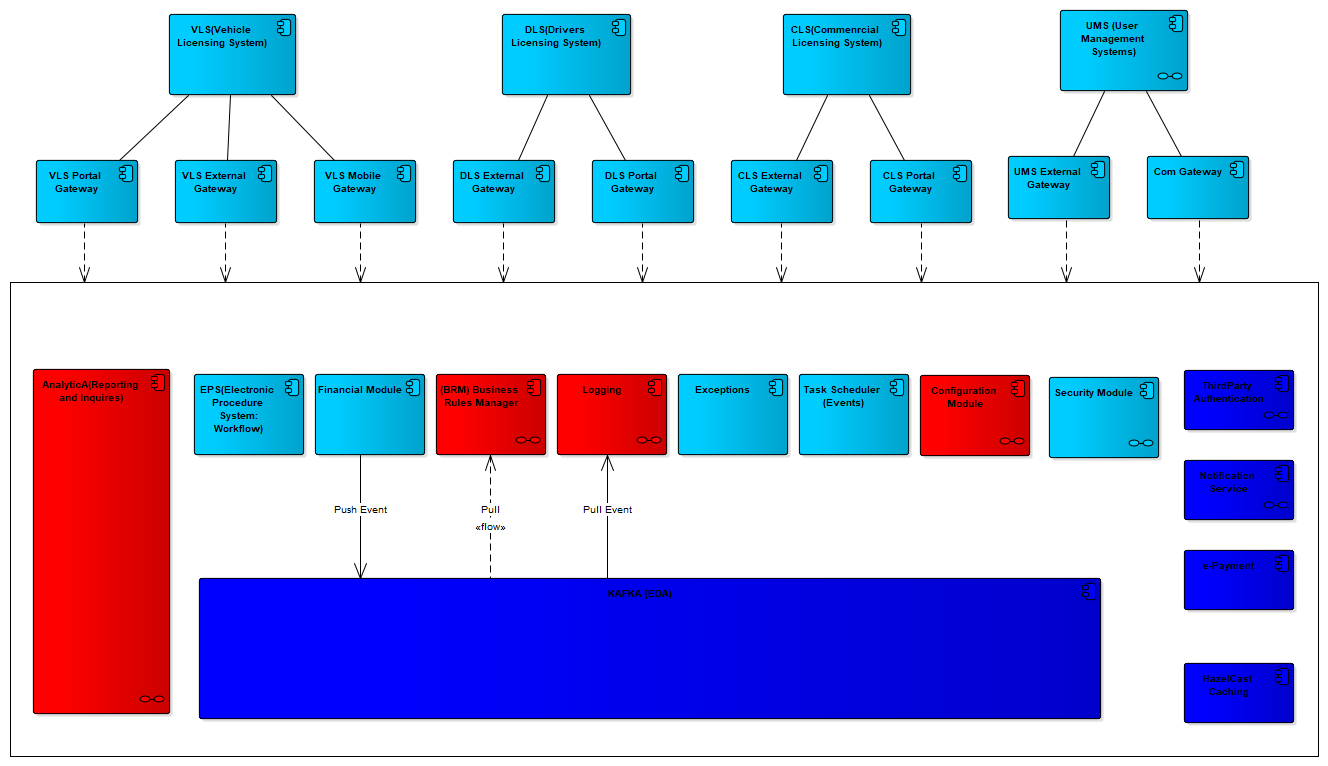 VLS(Vehicle
Licensing System)
DLS(Drivers
Licensing System)
CLS(Commenrcial
Licensing System)
UMS (User
Management
Systems)
VLS Portal
Gateway
VLS External
Gateway
VLS Mobile
Gateway
DLS External
Gateway
DLS Portal
Gateway
CLS External
Gateway
CLS Portal
Gateway
UMS External
Gateway
Com Gateway
AnalyticA(Reporting
and Inquires)
EPS(Electronic
Procedure
System:
Workflow)
Financial Module
(BRM) Business
Rules Manager
Logging
Exceptions
Task Scheduler
(Events)
Configuration
Module
Security Module
ThirdParty
Authentication
Notification
Service
e-Payment
HazelCast
Caching
Push Event
Pull
«flow»
Pull Event
KAFKA (EDA)